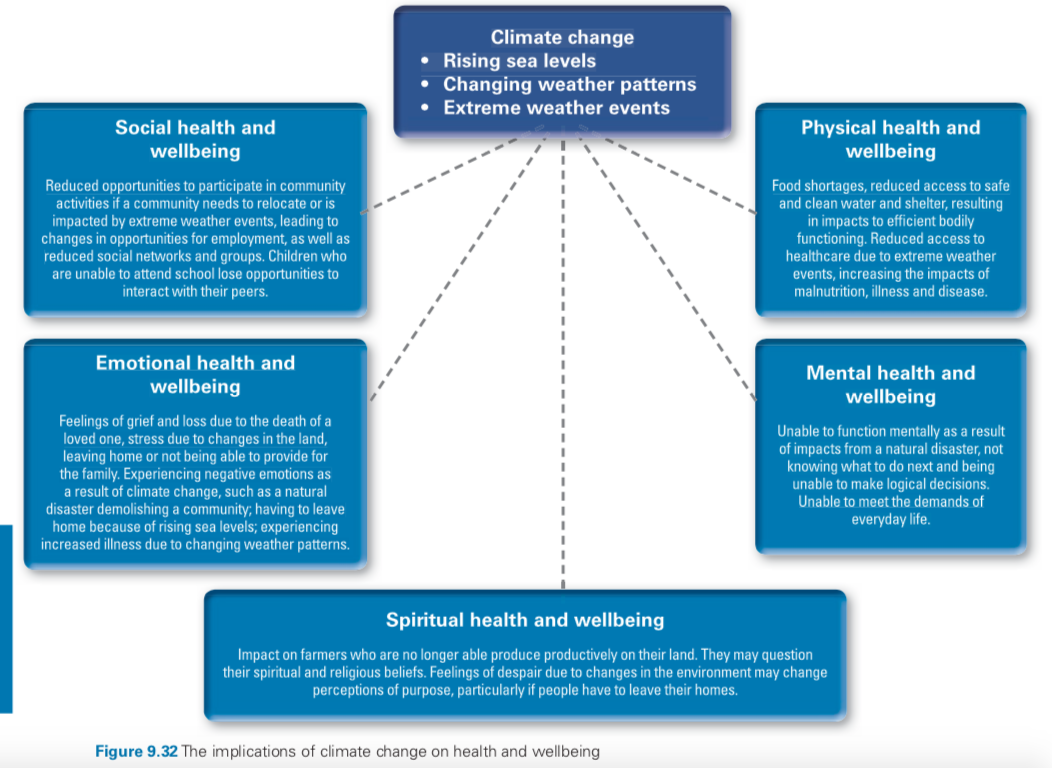 Climate change
• Rising sea levels
• Changing weather patterns
• Extreme weather events
Social health and
wellbeing
Reduced opportunities to participate in community
activities if a community needs to relocate or is
impacted by extreme weather events, leading to
changes in opportunities for employment, as well as
reduced social networks and groups. Children who
are unable to attend school lose opportunities to
interact with their peers.
Physical health and
wellbeing
Food shortages, reduced access to safe
and clean water and shelter, resulting
in impacts to efficient bodily
functioning. Reduced access to
healthcare due to extreme weather
events, increasing the impacts of
malnutrition, illness and disease.
Emotional health and
wellbeing
Feelings of grief and loss due to the death of a
loved one, stress due to changes in the land,
leaving home or not being able to provide for
the family. Experiencing negative emotions as
a result of climate change, such as a natural
disaster demolishing a community; having to leave
home because of rising sea levels; experiencing
increased illness due to changing weather patterns.
Mental health and
wellbeing
Unable to function mentally as a result
of impacts from a natural disaster, not
knowing what to do next and being
unable to make logical decisions.
Unable to meet the demands of
everyday life.
Spiritual health and wellbeing
Impact on farmers who are no longer able produce productively on their land. They may question
their spiritual and religious beliefs. Feelings of despair due to changes in the environment may change
perceptions of purpose, particularly if people have to leave their homes.
Figure 9.32 The implications of climate change on health and wellbeing